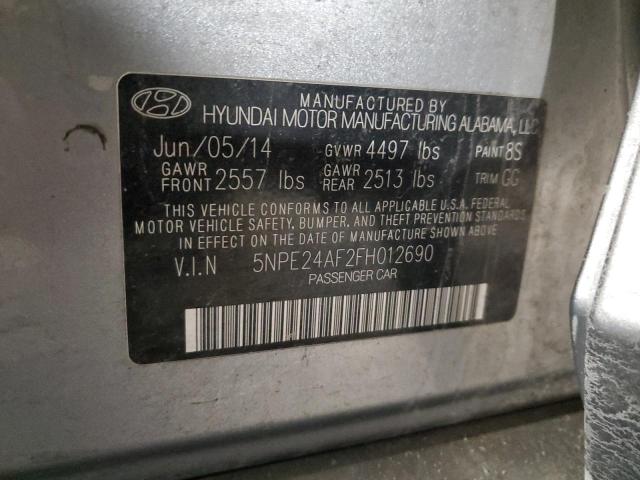 MANUFACTURED BY
HYUNDAI MOTOR MANUFACTURING ALABAMA, LLC
Jun/05/14 GVWR 4497 lbs PAINT 8S
GAWR FRONT 2557 lbs GAWR REAR 2513 lbs TRIM GG
THIS VEHICLE CONFORMS TO ALL APPLICABLE U.S.A. FEDERAL
MOTOR VEHICLE SAFETY, BUMPER, AND THEFT PREVENTION STANDARDS
IN EFFECT ON THE DATE OF MANUFACTURE SHOWN ABOVE.
V.I.N 5NPE24AF2FH012690
PASSENGER CAR